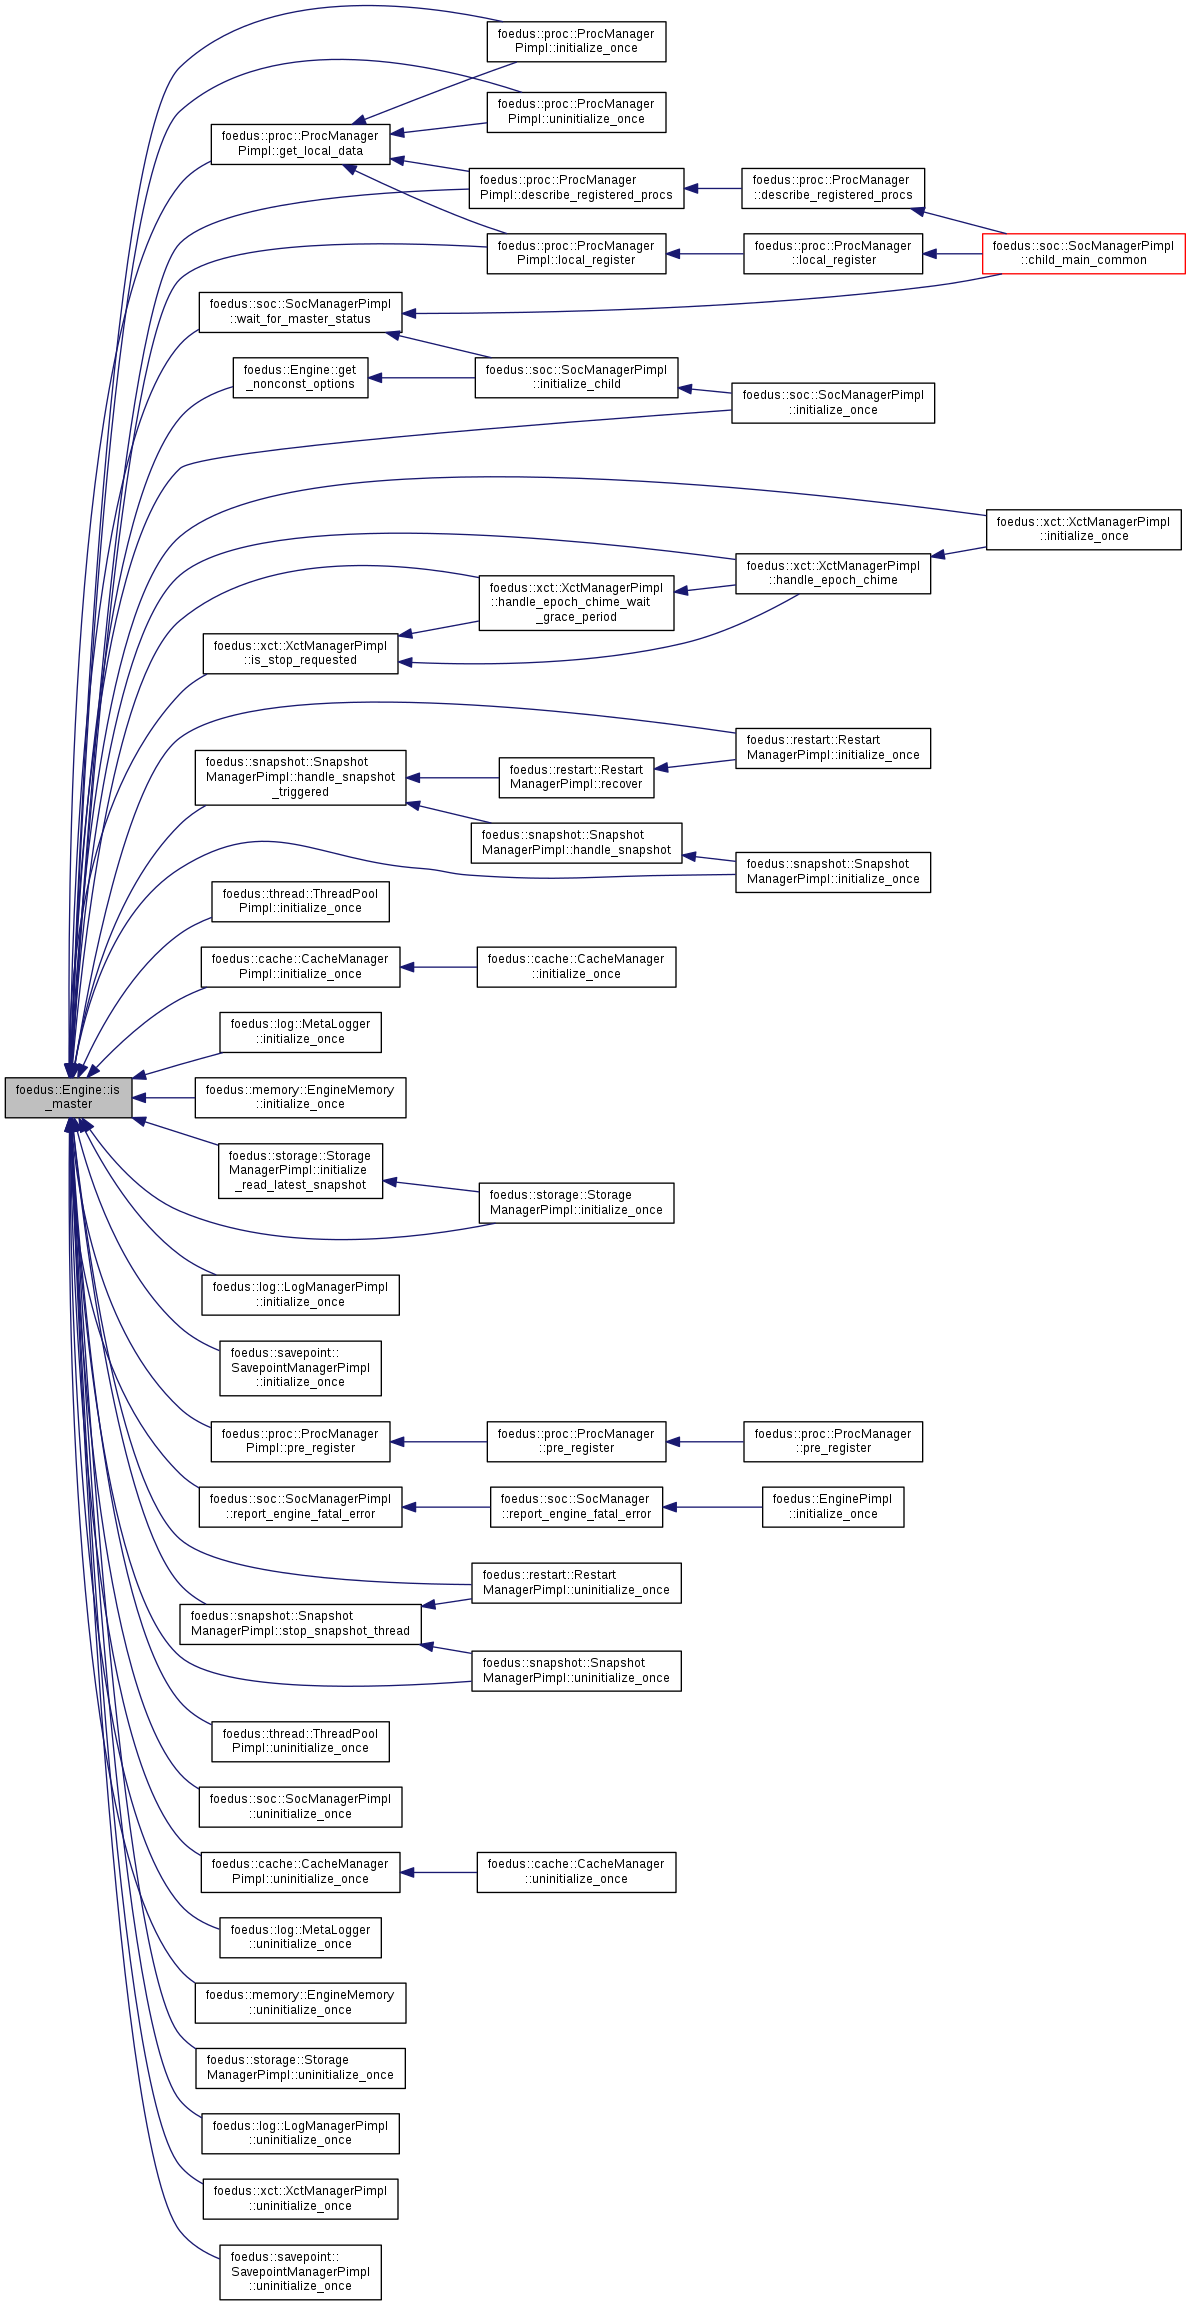 foedus::proc::ProcManager
Pimpl::initialize_once
foedus::proc::ProcManager
Pimpl::uninitialize_once
foedus::proc::ProcManager
Pimpl::get_local_data
foedus::proc::ProcManager
Pimpl::describe_registered_procs
foedus::proc::ProcManager
::describe_registered_procs
foedus::proc::ProcManager
Pimpl::local_register
foedus::proc::ProcManager
::local_register
foedus::soc::SocManagerPimpl
::child_main_common
foedus::soc::SocManagerPimpl
::wait_for_master_status
foedus::Engine::get
_nonconst_options
foedus::soc::SocManagerPimpl
::initialize_child
foedus::soc::SocManagerPimpl
::initialize_once
foedus::xct::XctManagerPimpl
::initialize_once
foedus::xct::XctManagerPimpl
::handle_epoch_chime
foedus::xct::XctManagerPimpl
::handle_epoch_chime_wait
_grace_period
foedus::xct::XctManagerPimpl
::is_stop_requested
foedus::restart::Restart
ManagerPimpl::initialize_once
foedus::snapshot::Snapshot
ManagerPimpl::handle_snapshot
_triggered
foedus::restart::Restart
ManagerPimpl::recover
foedus::snapshot::Snapshot
ManagerPimpl::handle_snapshot
foedus::snapshot::Snapshot
ManagerPimpl::initialize_once
foedus::thread::ThreadPool
Pimpl::initialize_once
foedus::cache::CacheManager
Pimpl::initialize_once
foedus::cache::CacheManager
::initialize_once
foedus::log::MetaLogger
::initialize_once
foedus::Engine::is
_master
foedus::memory::EngineMemory
::initialize_once
foedus::storage::Storage
ManagerPimpl::initialize
_read_latest_snapshot
foedus::storage::Storage
ManagerPimpl::initialize_once
foedus::log::LogManagerPimpl
::initialize_once
foedus::savepoint::
SavepointManagerPimpl
::initialize_once
foedus::proc::ProcManager
Pimpl::pre_register
foedus::proc::ProcManager
::pre_register
foedus::proc::ProcManager
::pre_register
foedus::soc::SocManagerPimpl
::report_engine_fatal_error
foedus::soc::SocManager
::report_engine_fatal_error
foedus::EnginePimpl
::initialize_once
foedus::restart::Restart
ManagerPimpl::uninitialize_once
foedus::snapshot::Snapshot
ManagerPimpl::stop_snapshot_thread
foedus::snapshot::Snapshot
ManagerPimpl::uninitialize_once
foedus::thread::ThreadPool
Pimpl::uninitialize_once
foedus::soc::SocManagerPimpl
::uninitialize_once
foedus::cache::CacheManager
Pimpl::uninitialize_once
foedus::cache::CacheManager
::uninitialize_once
foedus::log::MetaLogger
::uninitialize_once
foedus::memory::EngineMemory
::uninitialize_once
foedus::storage::Storage
ManagerPimpl::uninitialize_once
foedus::log::LogManagerPimpl
::uninitialize_once
foedus::xct::XctManagerPimpl
::uninitialize_once
foedus::savepoint::
SavepointManagerPimpl
::uninitialize_once